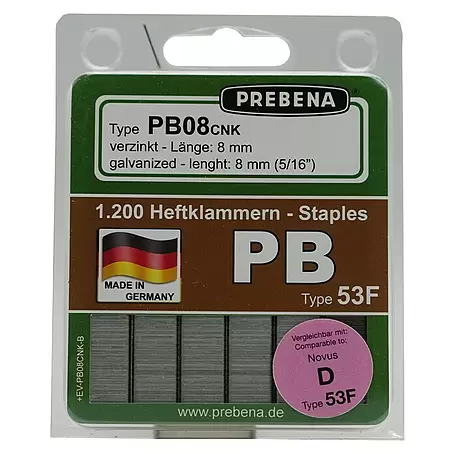 PREBENA®
Type PB08CNK
verzinkt - Länge: 8 mm
galvanized - lenght: 8 mm (5/16")
1.200 Heftklammern - Staples
MADE IN
GERMANY
PB
Type 53F
+EV-PB08CNK-B
Vergleichbar mit:
Comparable to:
Novus
D
Type 53F
www.prebena.de